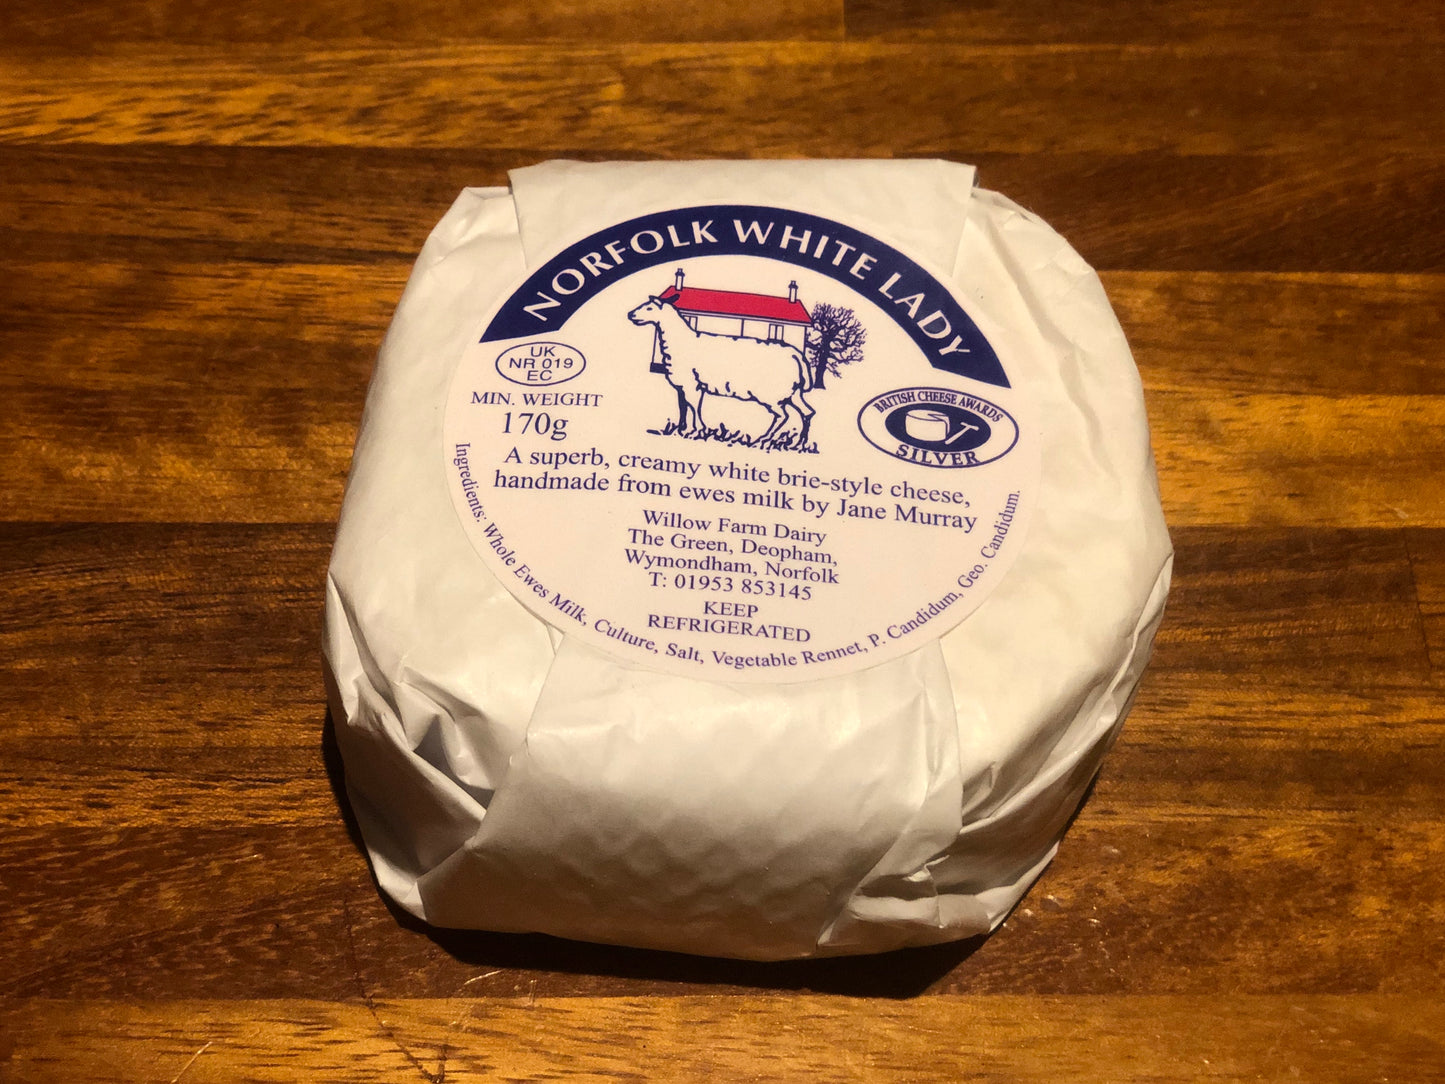 NORFOLK WHITE LADY
UK
NR 019
EC
MIN. WEIGHT
170g
BRITISH CHEESE AWARDS
SILVER
A superb, creamy white brie-style cheese,
handmade from ewes milk by Jane Murray
Willow Farm Dairy
The Green, Deopham,
Wymondham, Norfolk
T: 01953 853145
KEEP
REFRIGERATED
Ingredients: Whole Ewes Milk, Culture, Salt, Vegetable Rennet, P. Candidum, Geo. Candidum.